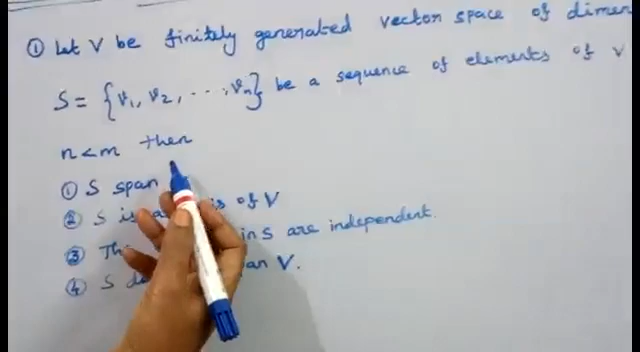 ① Let V be finitely generated vector space of dimen
S = {v₁, v₂, ..., vₙ} be a sequence of elements of V
n < m then
① S span
② S is a is of V
③ Th in S are independent.
④ S d an V.